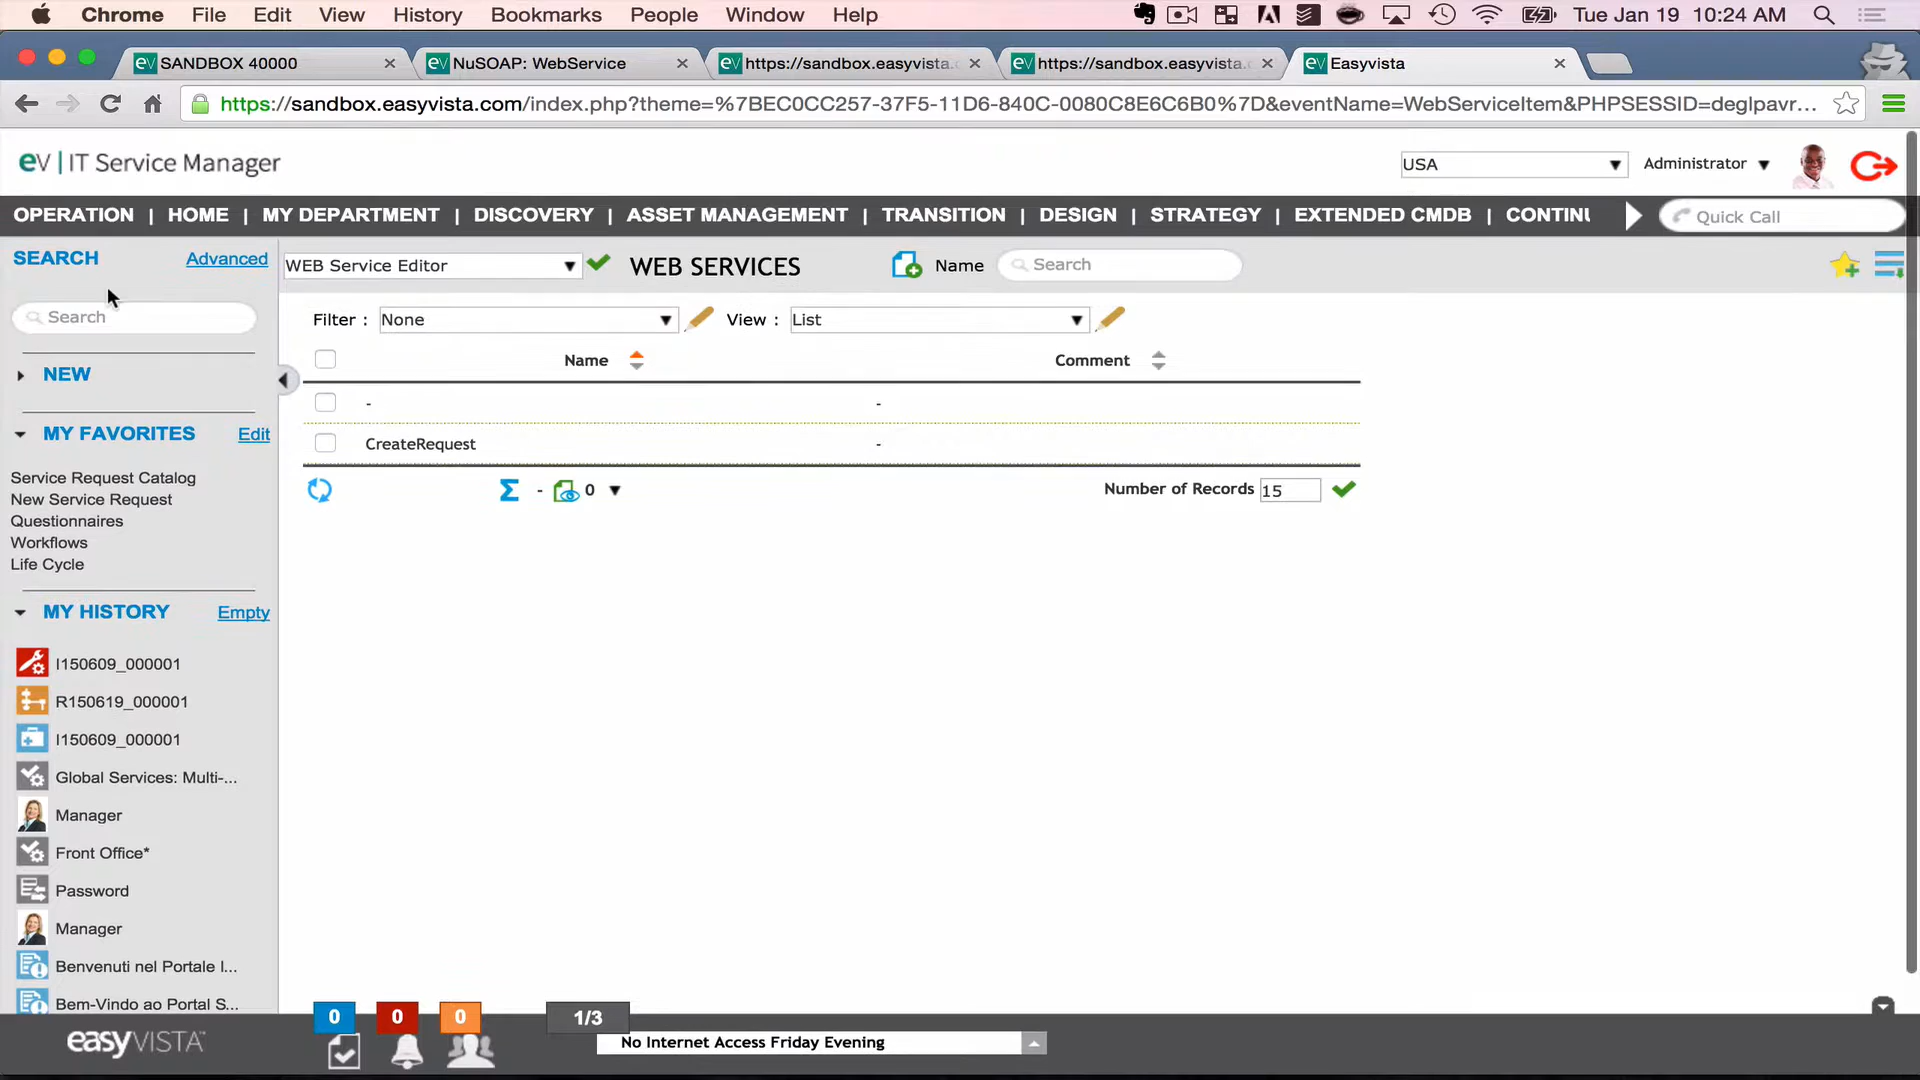 Chrome File Edit View History Bookmarks People Window Help Tue Jan 19 10:24 AM
eV SANDBOX 40000 × eV NuSOAP: WebService × eV https://sandbox.easyvista. × eV https://sandbox.easyvista. × eV Easyvista ×
https://sandbox.easyvista.com/index.php?theme=%7BEC0CC257-37F5-11D6-840C-0080C8E6C6B0%7D&eventName=WebServiceItem&PHPSESSID=deglpavr...
eV | IT Service Manager USA Administrator
OPERATION | HOME | MY DEPARTMENT | DISCOVERY | ASSET MANAGEMENT | TRANSITION | DESIGN | STRATEGY | EXTENDED CMDB | CONTINU Quick Call
SEARCH Advanced WEB Service Editor WEB SERVICES Name Search
Search
Filter : None View : List
Name Comment
- -
CreateRequest -
Σ - 0 Number of Records 15
NEW
MY FAVORITES Edit
Service Request Catalog
New Service Request
Questionnaires
Workflows
Life Cycle
MY HISTORY Empty
I150609_000001
R150619_000001
I150609_000001
Global Services: Multi-...
Manager
Front Office*
Password
Manager
Benvenuti nel Portale I...
Bem-Vindo ao Portal S...
0 0 0 1/3
easyVISTA™ No Internet Access Friday Evening